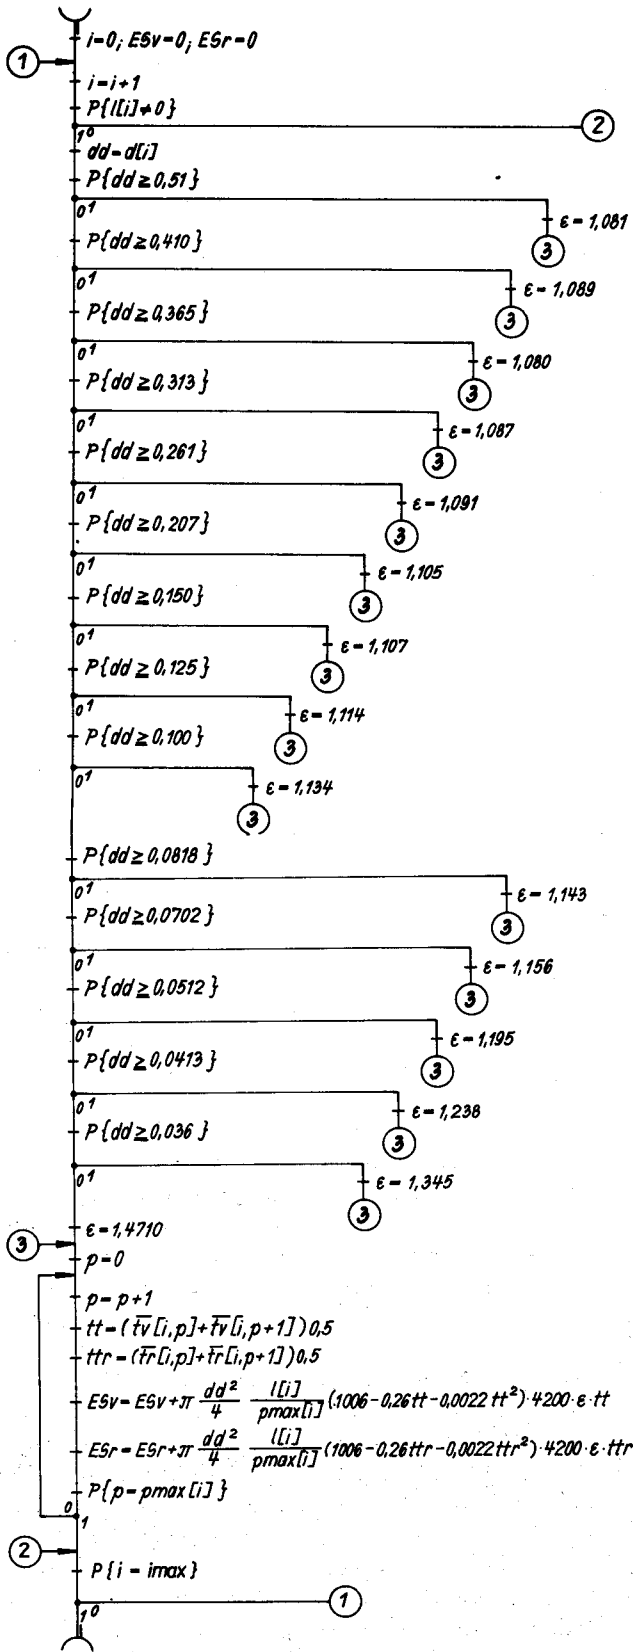 i=0; ESv=0; ESr=0
1
i=i+1
P{l[i]≠0}
2
1 0
dd=d[i]
P{dd≥0,51}
0 1
ε=1,081
3
P{dd≥0,410}
0 1
ε=1,089
3
P{dd≥0,365}
0 1
ε=1,080
3
P{dd≥0,313}
0 1
ε=1,087
3
P{dd≥0,261}
0 1
ε=1,091
3
P{dd≥0,207}
0 1
ε=1,105
3
P{dd≥0,150}
0 1
ε=1,107
3
P{dd≥0,125}
0 1
ε=1,114
3
P{dd≥0,100}
0 1
ε=1,134
3
P{dd≥0,0818}
0 1
ε=1,143
3
P{dd≥0,0702}
0 1
ε=1,156
3
P{dd≥0,0512}
0 1
ε=1,195
3
P{dd≥0,0413}
0 1
ε=1,238
3
P{dd≥0,036}
0 1
ε=1,345
3
ε=1,4710
3
p=0
p=p+1
tt=(t̅v̅[i,p]+t̅v̅[i,p+1])0,5
ttr=(t̅r̅[i,p]+t̅r̅[i,p+1])0,5
ESv=ESv+π dd²/4 l[i]/pmax[i] (1006-0,26tt-0,0022tt²)·4200·ε·tt
ESr=ESr+π dd²/4 l[i]/pmax[i] (1006-0,26ttr-0,0022ttr²)·4200·ε·ttr
P{p=pmax[i]}
0 1
2
P{i=imax}
1
1 0